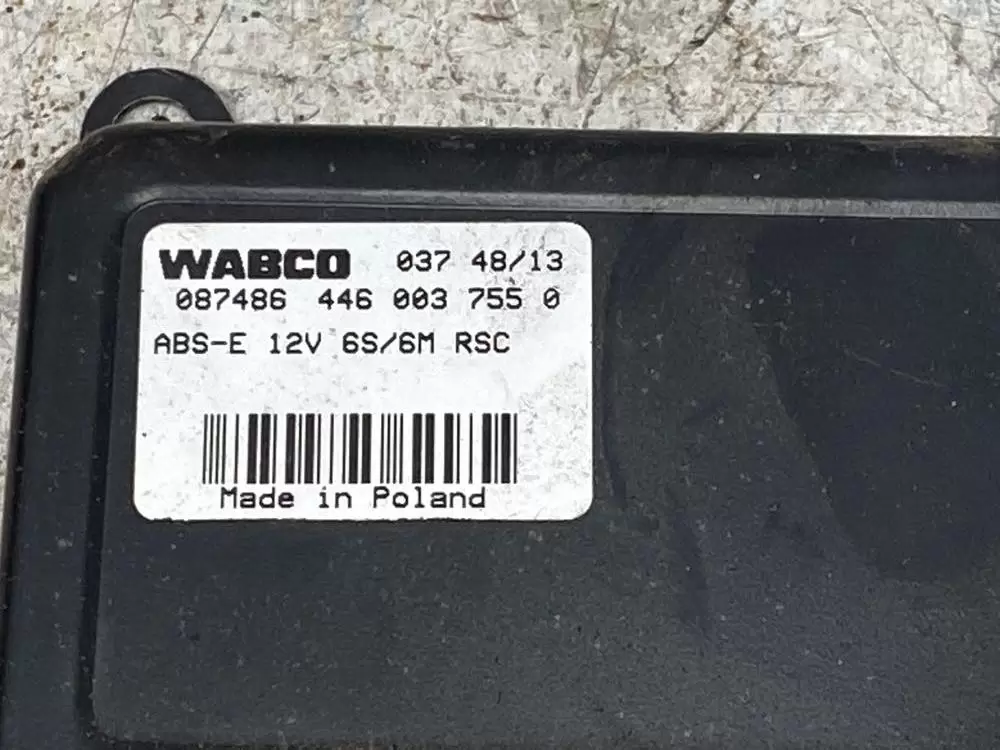 WABCO 037 48/13
087486 446 003 755 0
ABS-E 12V 6S/6M RSC
Made in Poland